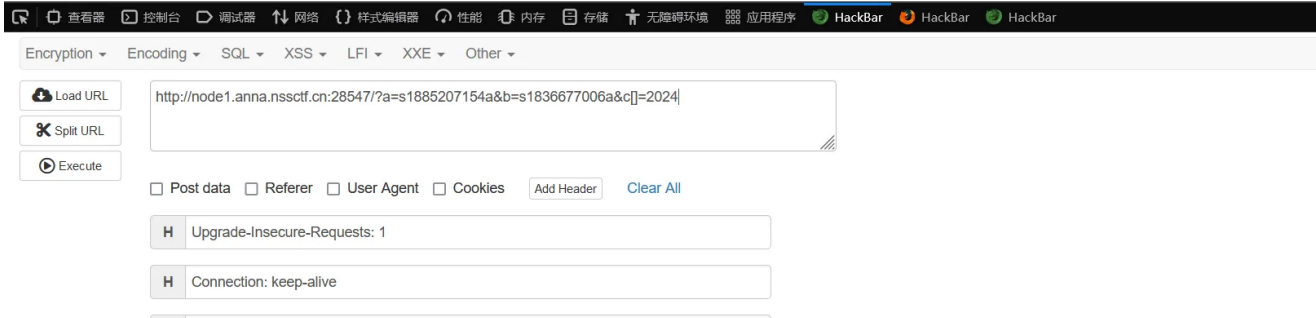 查看器 控制台 调试器 网络 {} 样式编辑器 性能 内存 存储 无障碍环境 应用程序 HackBar HackBar HackBar
Encryption Encoding SQL XSS LFI XXE Other
Load URL
http://node1.anna.nssctf.cn:28547/?a=s1885207154a&b=s1836677006a&c[]=2024
Split URL
Execute
Post data Referer User Agent Cookies Add Header Clear All
H Upgrade-Insecure-Requests: 1
H Connection: keep-alive